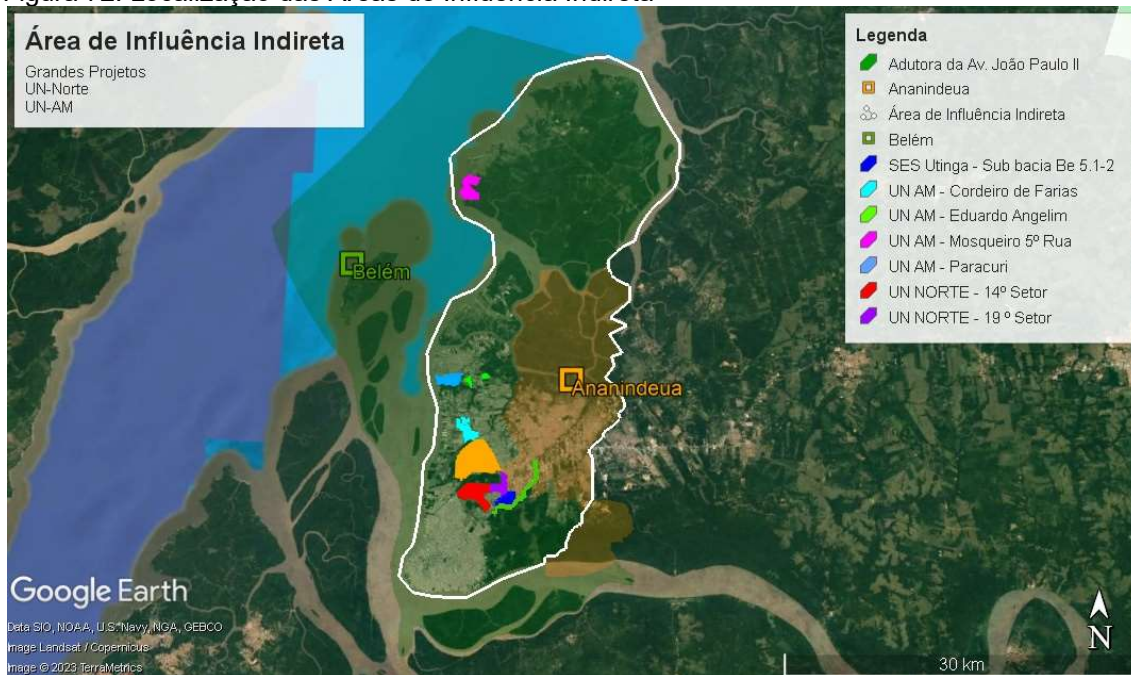 Área de Influência Indireta
Grandes Projetos
UN-Norte
UN-AM
Legenda
Adutora da Av. João Paulo II
Ananindeua
Área de Influência Indireta
Belém
SES Utinga - Sub bacia Be 5.1-2
UN AM - Cordeiro de Farias
UN AM - Eduardo Angelim
UN AM - Mosqueiro 5º Rua
UN AM - Paracuri
UN NORTE - 14º Setor
UN NORTE - 19 º Setor
Belém
Ananindeua
Google Earth
Data SIO, NOAA, U.S. Navy, NGA, GEBCO
Image Landsat / Copernicus
Image © 2023 TerraMetrics
N
30 km